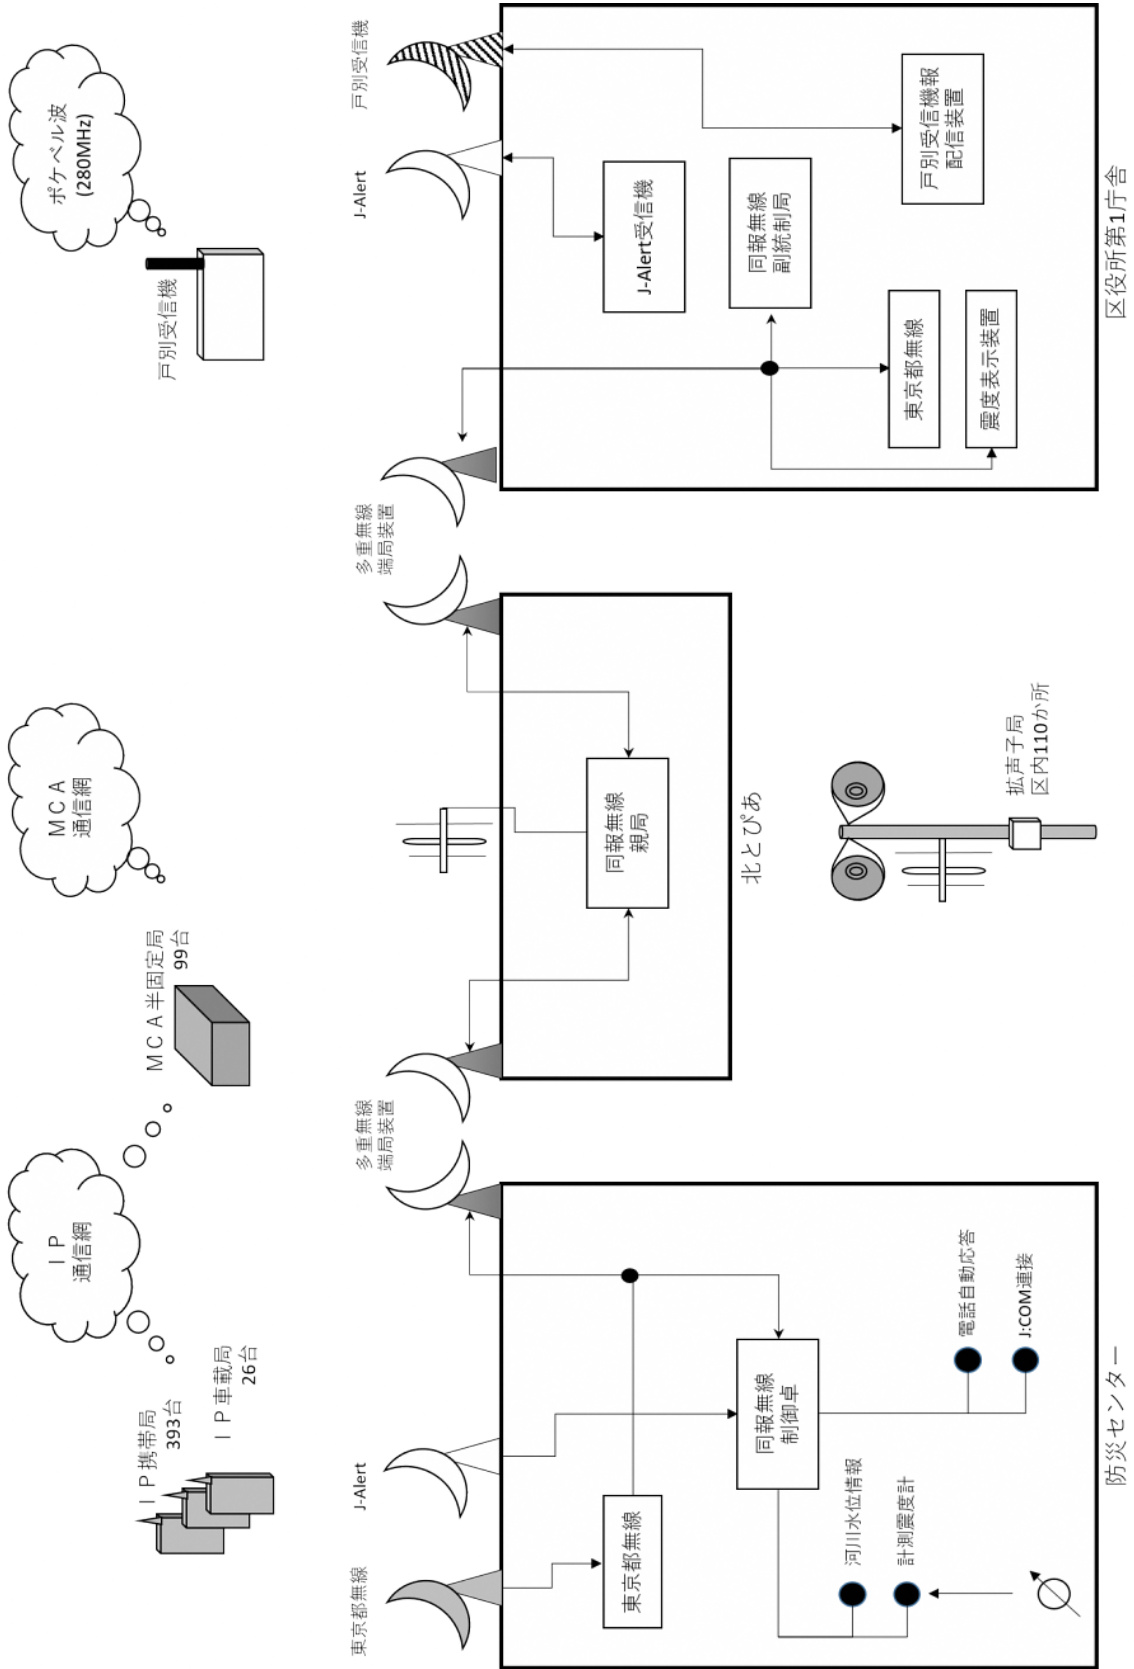 IP携帯局
393台
IP車載局
26台
IP
通信網
MCA半固定局
99台
MCA
通信網
戸別受信機
ポケベル波
(280MHz)
東京都無線
J-Alert
多重無線
端局装置
多重無線
端局装置
J-Alert
戸別受信機
東京都無線
同報無線
制御卓
河川水位情報
計測震度計
電話自動応答
J:COM連接
防災センター
同報無線
親局
北とぴあ
拡声子局
区内110か所
J-Alert受信機
同報無線
副統制局
東京都無線
震度表示装置
戸別受信機報
配信装置
区役所第1庁舎